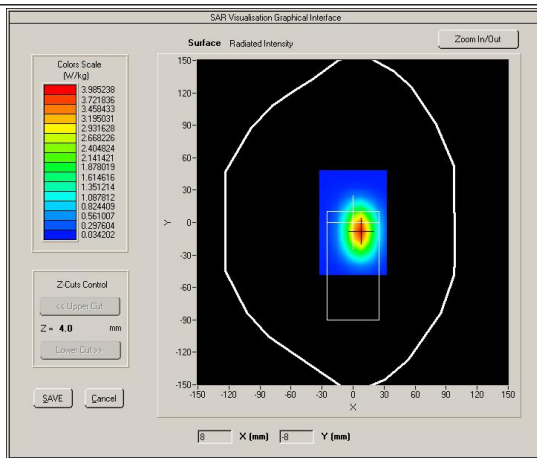 SAR Visualisation Graphical Interface
Surface Radiated Intensity
Zoom In/Out
Colors Scale
(W/kg)
3.985238
3.721836
3.458433
3.195031
2.931628
2.668226
2.404824
2.141421
1.878019
1.614616
1.351214
1.087812
0.824409
0.561007
0.297604
0.034202
Z-Cuts Control
<< Upper Cut
Z = 4.0 mm
Lower Cut >>
SAVE
Cancel
150
120
90
60
30
0
-30
-60
-90
-120
-150
Y
-150 -120 -90 -60 -30 0 30 60 90 120 150
X
8 X (mm) -8 Y (mm)